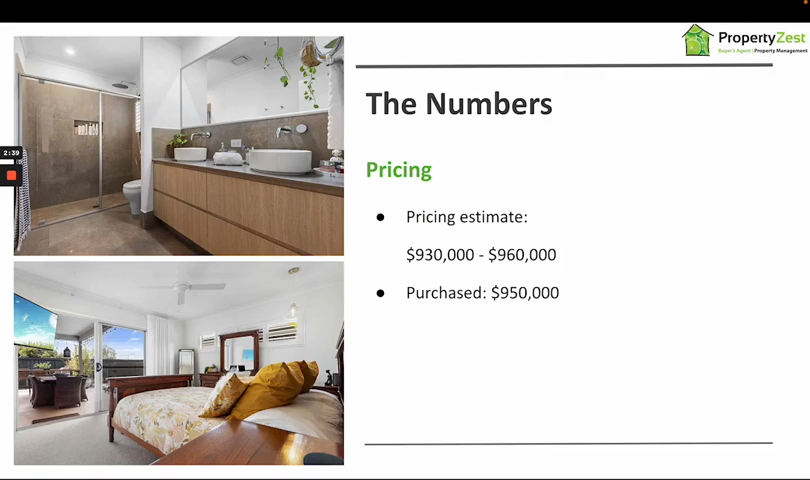 PropertyZest
Buyer's Agent | Property Management
The Numbers
2:39
Pricing
● Pricing estimate:
$930,000 - $960,000
● Purchased: $950,000